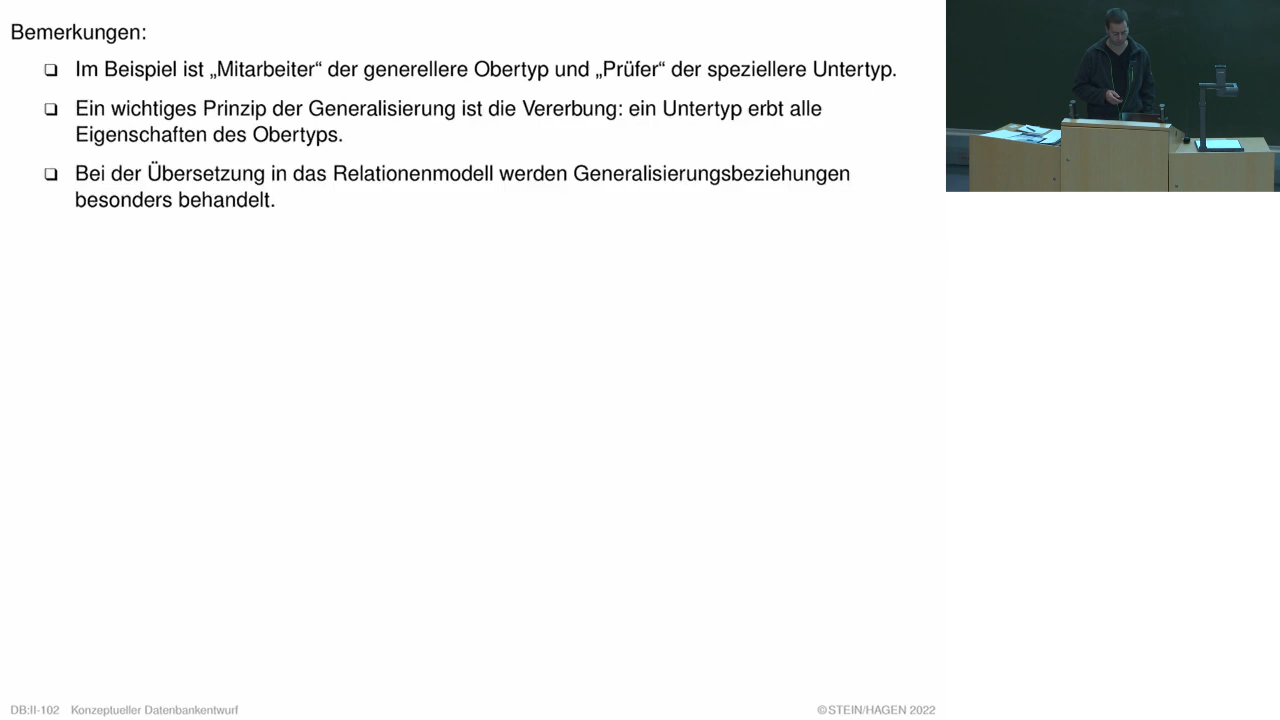 Bemerkungen:
❑ Im Beispiel ist „Mitarbeiter“ der generellere Obertyp und „Prüfer“ der speziellere Untertyp.
❑ Ein wichtiges Prinzip der Generalisierung ist die Vererbung: ein Untertyp erbt alle
Eigenschaften des Obertyps.
❑ Bei der Übersetzung in das Relationenmodell werden Generalisierungsbeziehungen
besonders behandelt.
DB:II-102 Konzeptueller Datenbankentwurf
©STEIN/HAGEN 2022